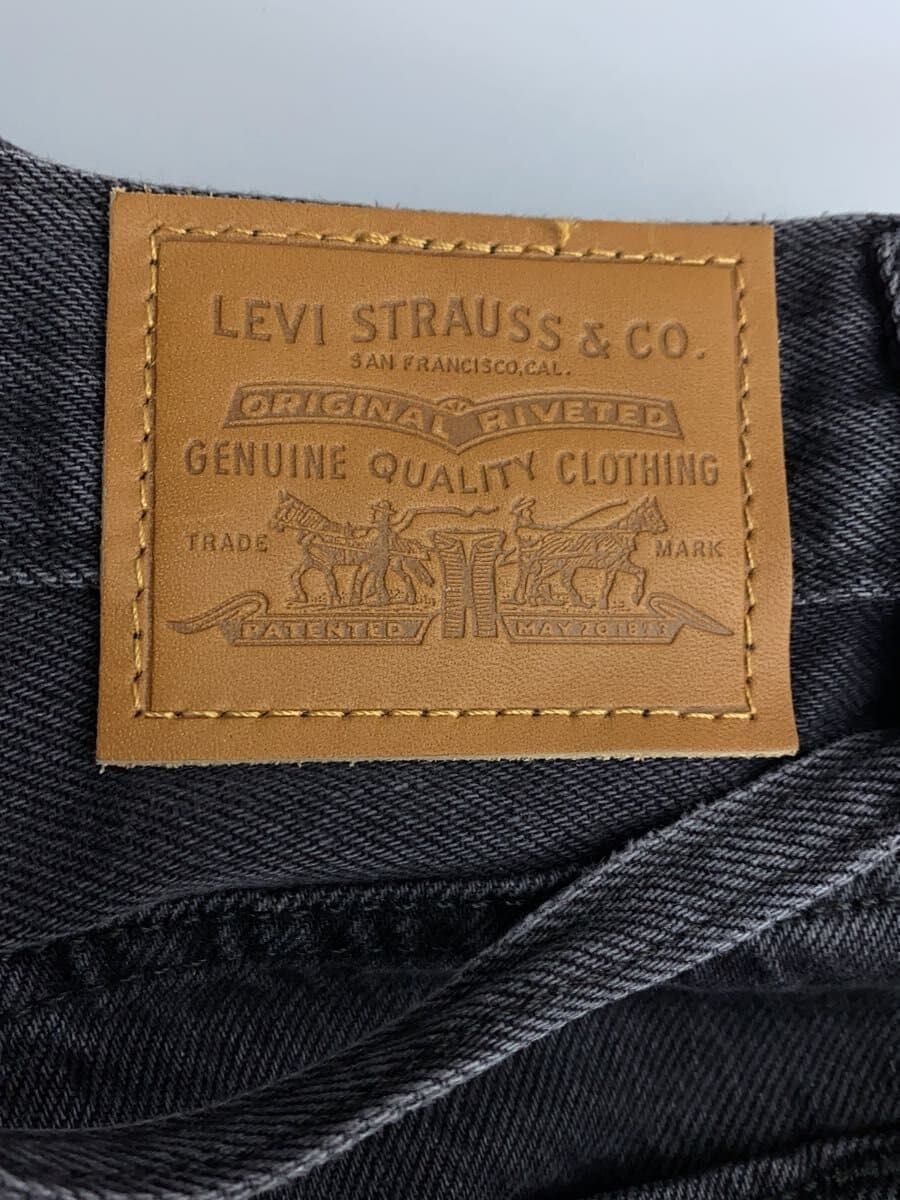 LEVI STRAUSS & CO.
SAN FRANCISCO, CAL.
ORIGINAL RIVETED
GENUINE QUALITY CLOTHING
TRADE MARK
PATENTED MAY 20 1873